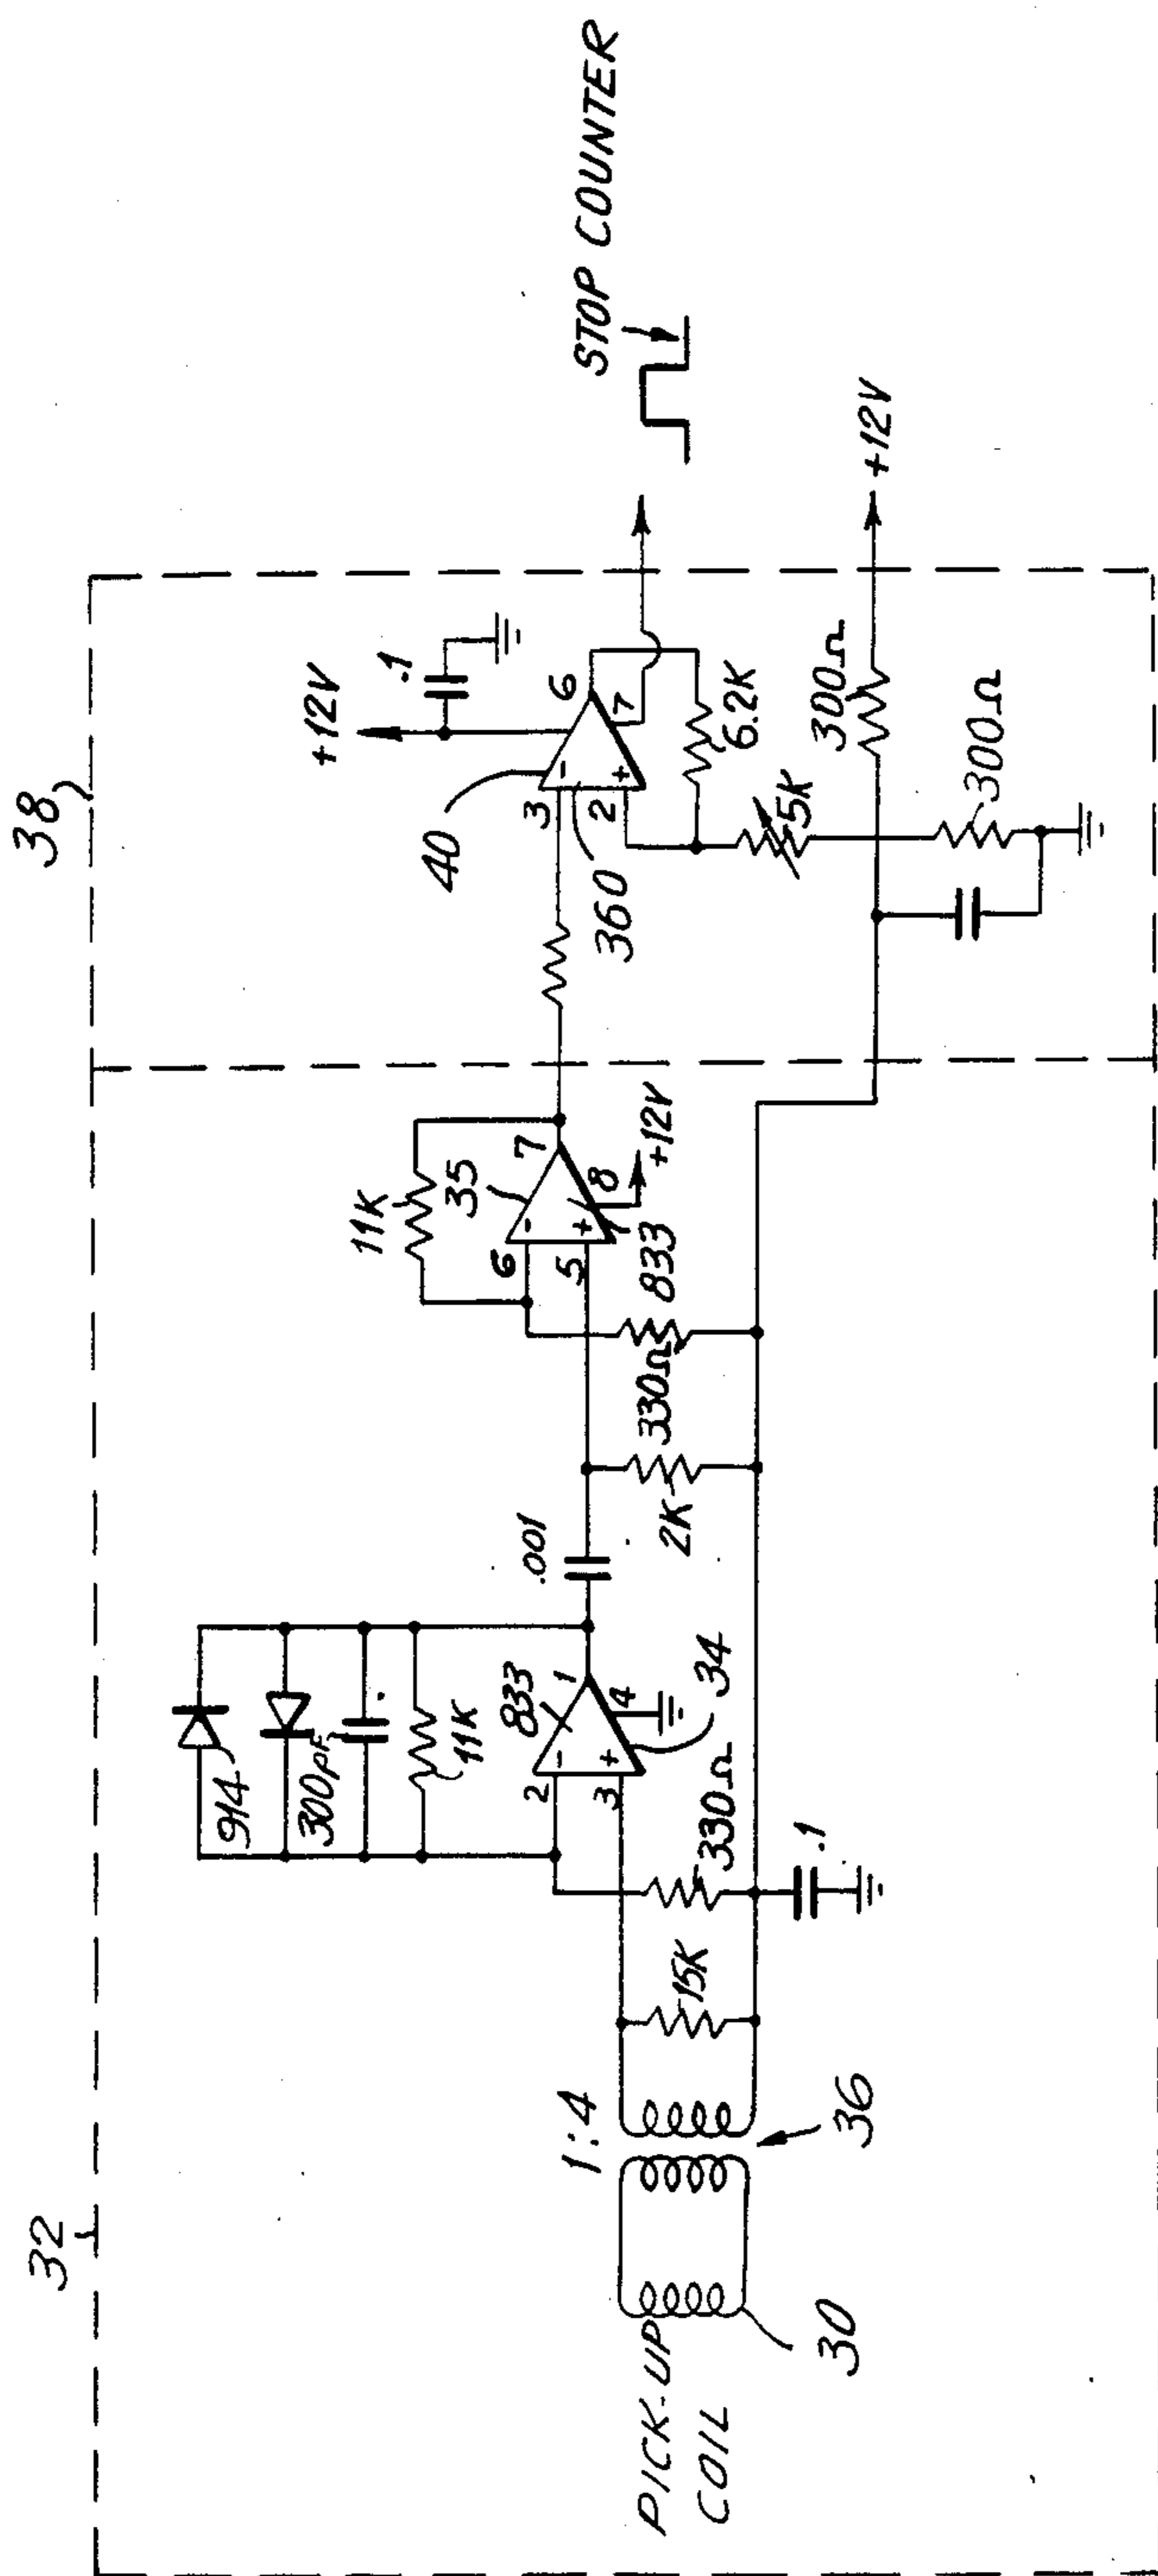 32
38
PICK-UP
COIL
30
1:4
36
15K
330Ω
.1
914
300pF
11K
2
3
833
1
4
34
.001
2K
330Ω
833
11K
35
6
5
7
8
+12V
40
360
3
2
6
7
+12V
.1
6.2K
5K
300Ω
300Ω
+12V
STOP COUNTER